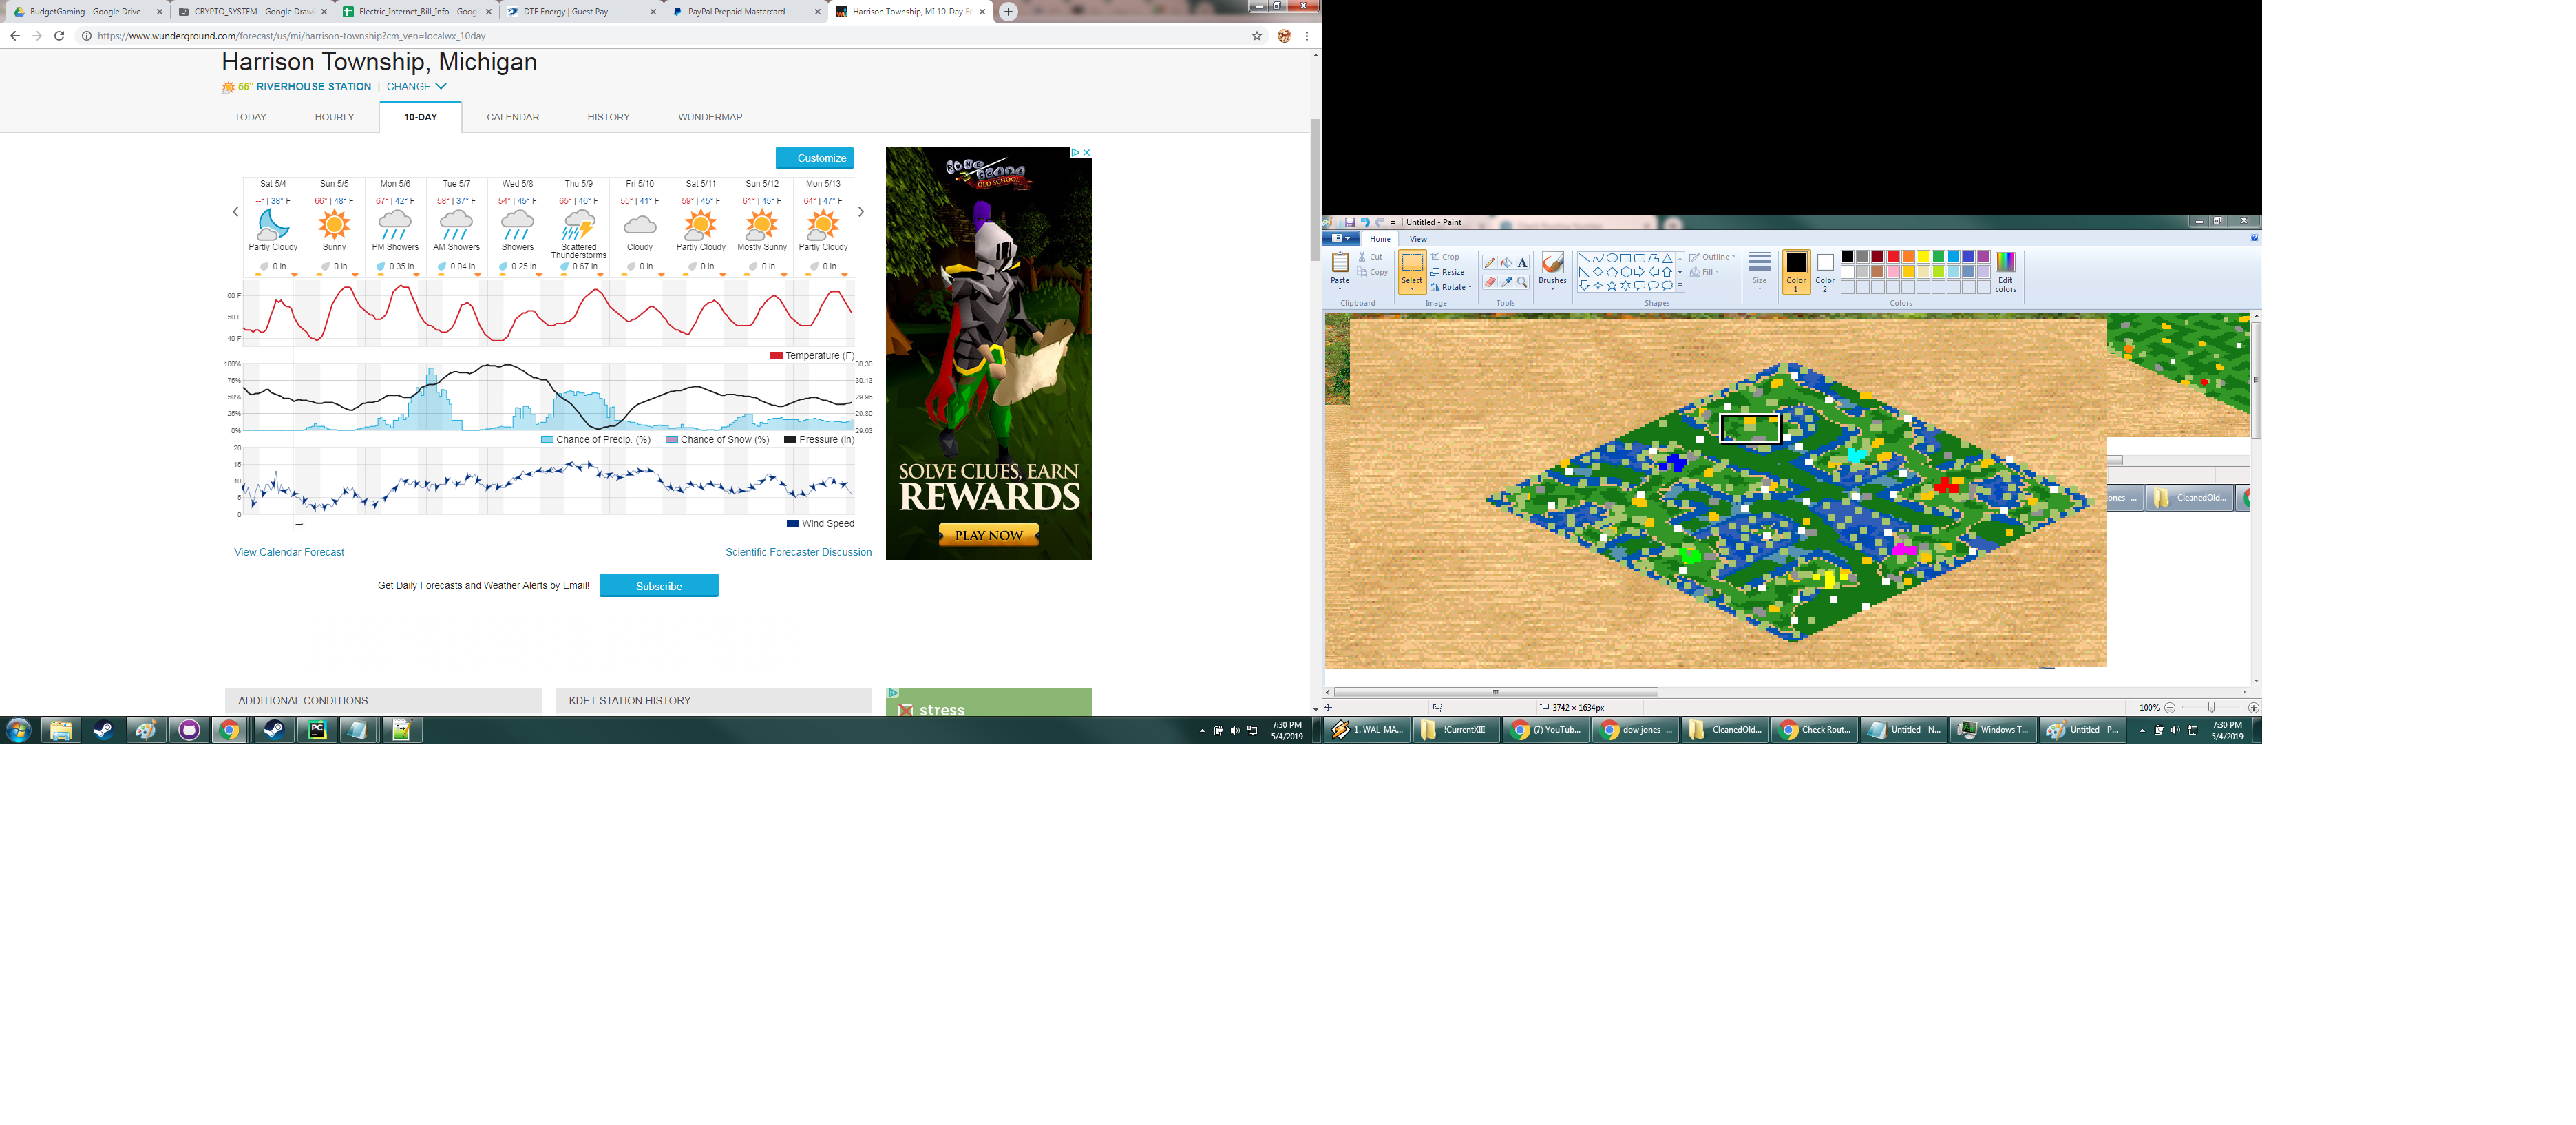 BudgetGaming - Google Drive
CRYPTO_SYSTEM - Google Draw
Electric_Internet_Bill_Info - Goog
DTE Energy | Guest Pay
PayPal Prepaid Mastercard
Harrison Township, MI 10-Day Fo
https://www.wunderground.com/forecast/us/mi/harrison-township?cm_ven=localwx_10day
Harrison Township, Michigan
55° RIVERHOUSE STATION | CHANGE
TODAY HOURLY 10-DAY CALENDAR HISTORY WUNDERMAP
Customize
Sat 5/4 Sun 5/5 Mon 5/6 Tue 5/7 Wed 5/8 Thu 5/9 Fri 5/10 Sat 5/11 Sun 5/12 Mon 5/13
--° | 38° F 66° | 48° F 67° | 42° F 58° | 37° F 54° | 45° F 65° | 46° F 55° | 41° F 59° | 45° F 61° | 45° F 64° | 47° F
Partly Cloudy Sunny PM Showers AM Showers Showers Scattered Thunderstorms Cloudy Partly Cloudy Mostly Sunny Partly Cloudy
0 in 0 in 0.35 in 0.04 in 0.25 in 0.67 in 0 in 0 in 0 in 0 in
60 F
50 F
40 F
Temperature (F)
100% 30.30
75% 30.13
50% 29.96
25% 29.80
0% 29.63
Chance of Precip. (%) Chance of Snow (%) Pressure (in)
20
15
10
5
0
Wind Speed
View Calendar Forecast Scientific Forecaster Discussion
Get Daily Forecasts and Weather Alerts by Email! Subscribe
ADDITIONAL CONDITIONS KDET STATION HISTORY
OLD SCHOOL
SOLVE CLUES, EARN
REWARDS
PLAY NOW
stress
7:30 PM
5/4/2019
Untitled - Paint
Home View
Paste
Cut
Copy
Clipboard
Select
Crop
Resize
Rotate
Image
Tools
Brushes
Shapes
Outline
Fill
Size
Color 1
Color 2
Edit colors
Colors
ones -...
CleanedOld...
3742 × 1634px
100%
1. WAL-MA...
!CurrentXIII
(7) YouTub...
dow jones -...
CleanedOld...
Check Rout...
Untitled - N...
Windows T...
Untitled - P...
7:30 PM
5/4/2019